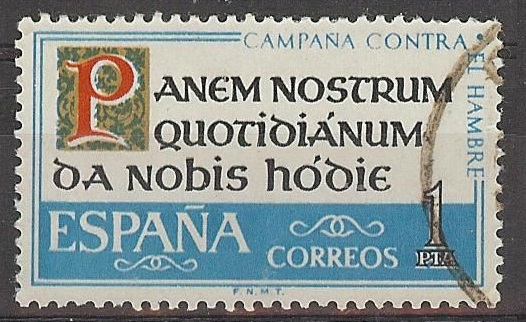 CAMPAÑA CONTRA
EL HAMBRE
PANEM NOSTRUM
QUOTIDIÁNUM
DA NOBIS HÓDIE
ESPAÑA
CORREOS
1
PTA
F.N.M.T.